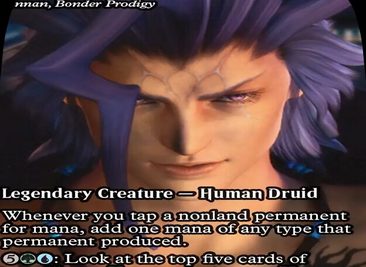 nnan, Bonder Prodigy
Legendary Creature — Human Druid
Whenever you tap a nonland permanent
for mana, add one mana of any type that
permanent produced.
5GU: Look at the top five cards of